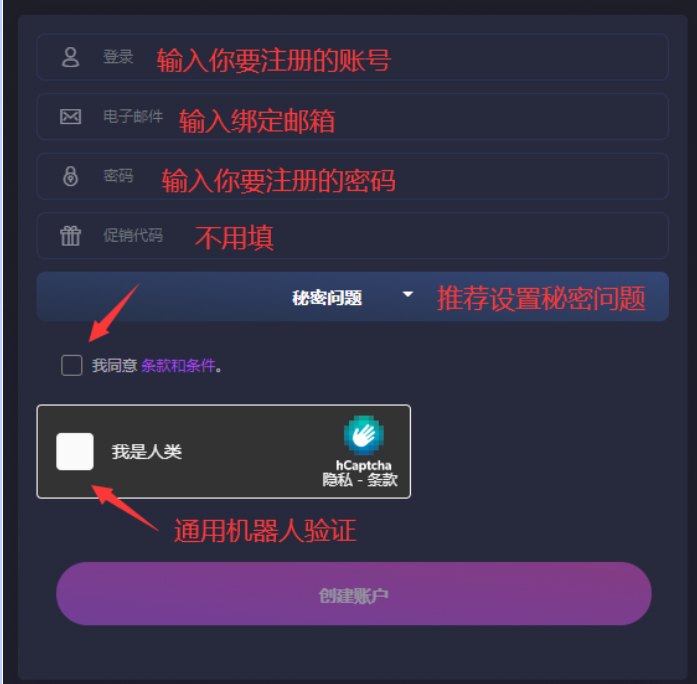 登录 输入你要注册的账号
电子邮件 输入绑定邮箱
密码 输入你要注册的密码
促销代码 不用填
秘密问题 推荐设置秘密问题
我同意 条款和条件。
我是人类
hCaptcha
隐私 - 条款
通用机器人验证
创建账户